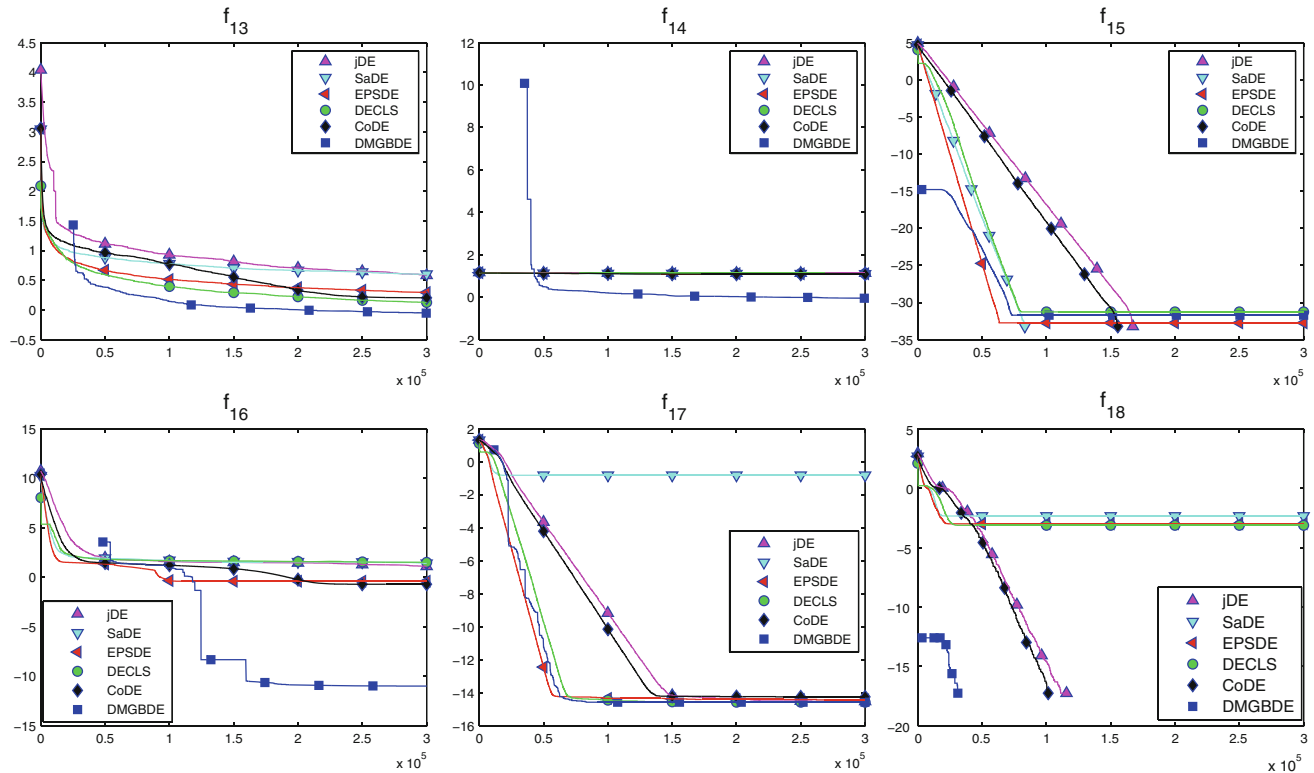 f13
4.5
4
3.5
3
2.5
2
1.5
1
0.5
0
−0.5
0 0.5 1 1.5 2 2.5 3
x 10^5
jDE
SaDE
EPSDE
DECLS
CoDE
DMGBDE
f14
12
10
8
6
4
2
0
−2
0 0.5 1 1.5 2 2.5 3
x 10^5
jDE
SaDE
EPSDE
DECLS
CoDE
DMGBDE
f15
5
0
−5
−10
−15
−20
−25
−30
−35
0 0.5 1 1.5 2 2.5 3
x 10^5
jDE
SaDE
EPSDE
DECLS
CoDE
DMGBDE
f16
15
10
5
0
−5
−10
−15
0 0.5 1 1.5 2 2.5 3
x 10^5
jDE
SaDE
EPSDE
DECLS
CoDE
DMGBDE
f17
2
0
−2
−4
−6
−8
−10
−12
−14
−16
0 0.5 1 1.5 2 2.5 3
x 10^5
jDE
SaDE
EPSDE
DECLS
CoDE
DMGBDE
f18
5
0
−5
−10
−15
−20
0 0.5 1 1.5 2 2.5 3
x 10^5
jDE
SaDE
EPSDE
DECLS
CoDE
DMGBDE